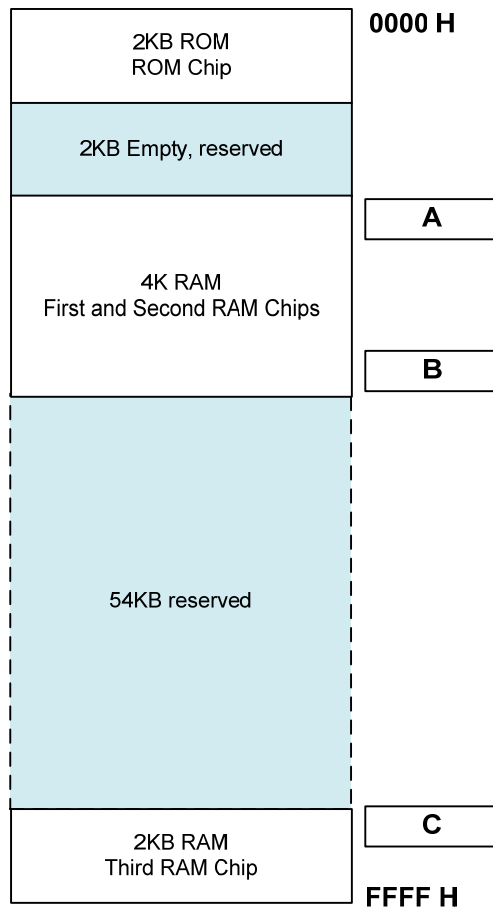 0000 H
2KB ROM
ROM Chip
2KB Empty, reserved
A
4K RAM
First and Second RAM Chips
B
54KB reserved
C
2KB RAM
Third RAM Chip
FFFF H